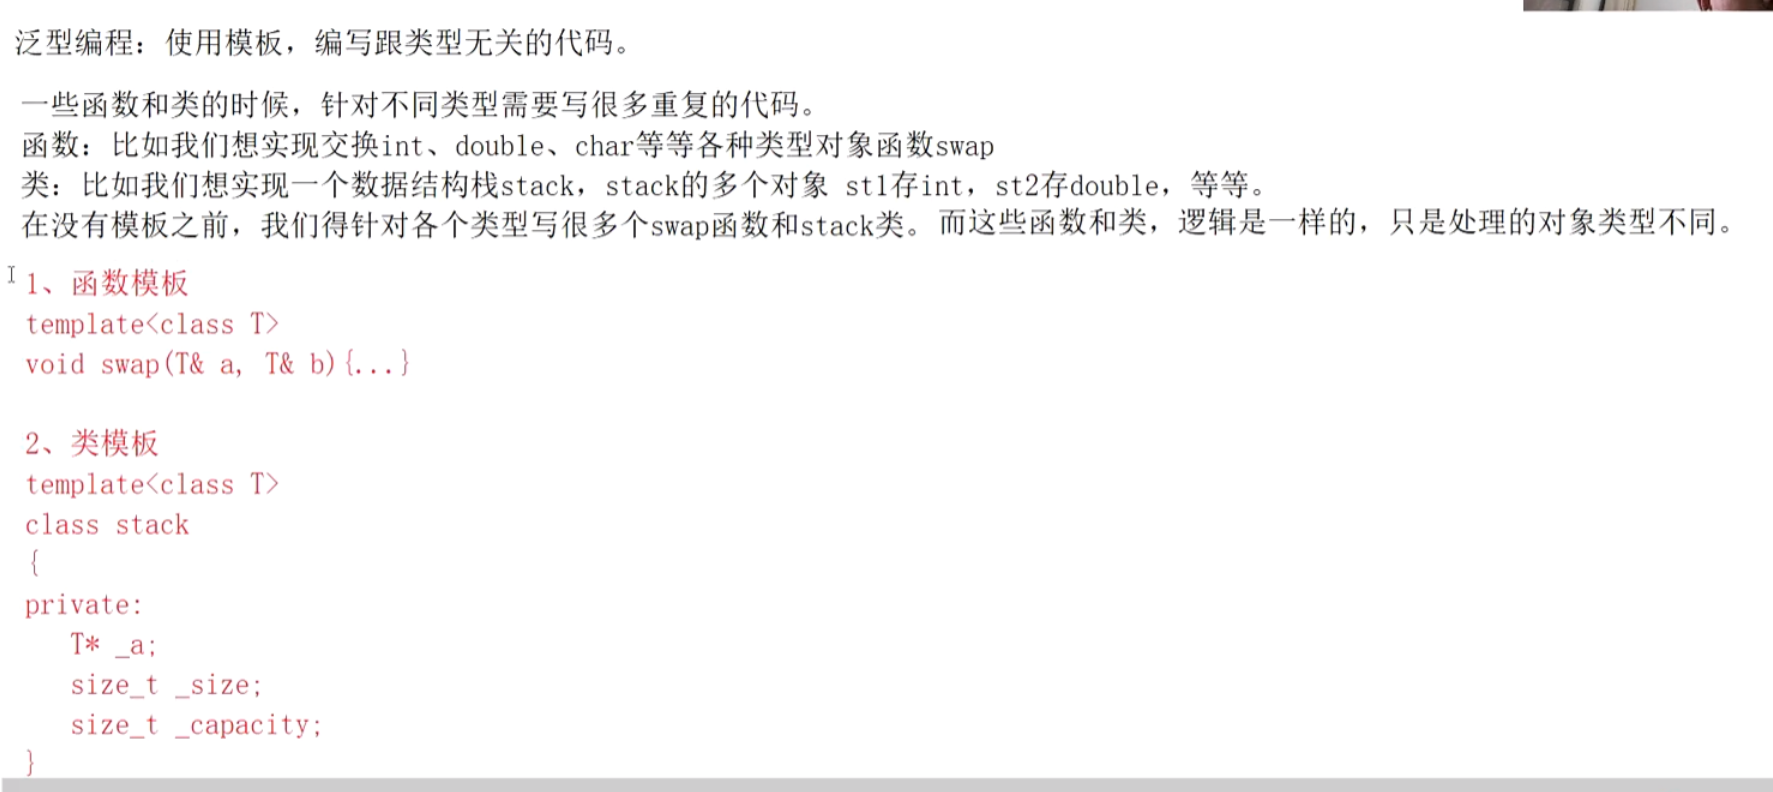 泛型编程：使用模板，编写跟类型无关的代码。
一些函数和类的时候，针对不同类型需要写很多重复的代码。
函数：比如我们想实现交换int、double、char等等各种类型对象函数swap
类：比如我们想实现一个数据结构栈stack，stack的多个对象 st1存int，st2存double，等等。
在没有模板之前，我们得针对各个类型写很多个swap函数和stack类。而这些函数和类，逻辑是一样的，只是处理的对象类型不同。
1、函数模板
template<class T>
void swap(T& a, T& b){...}
2、类模板
template<class T>
class stack
{
private:
   T* _a;
   size_t _size;
   size_t _capacity;
}